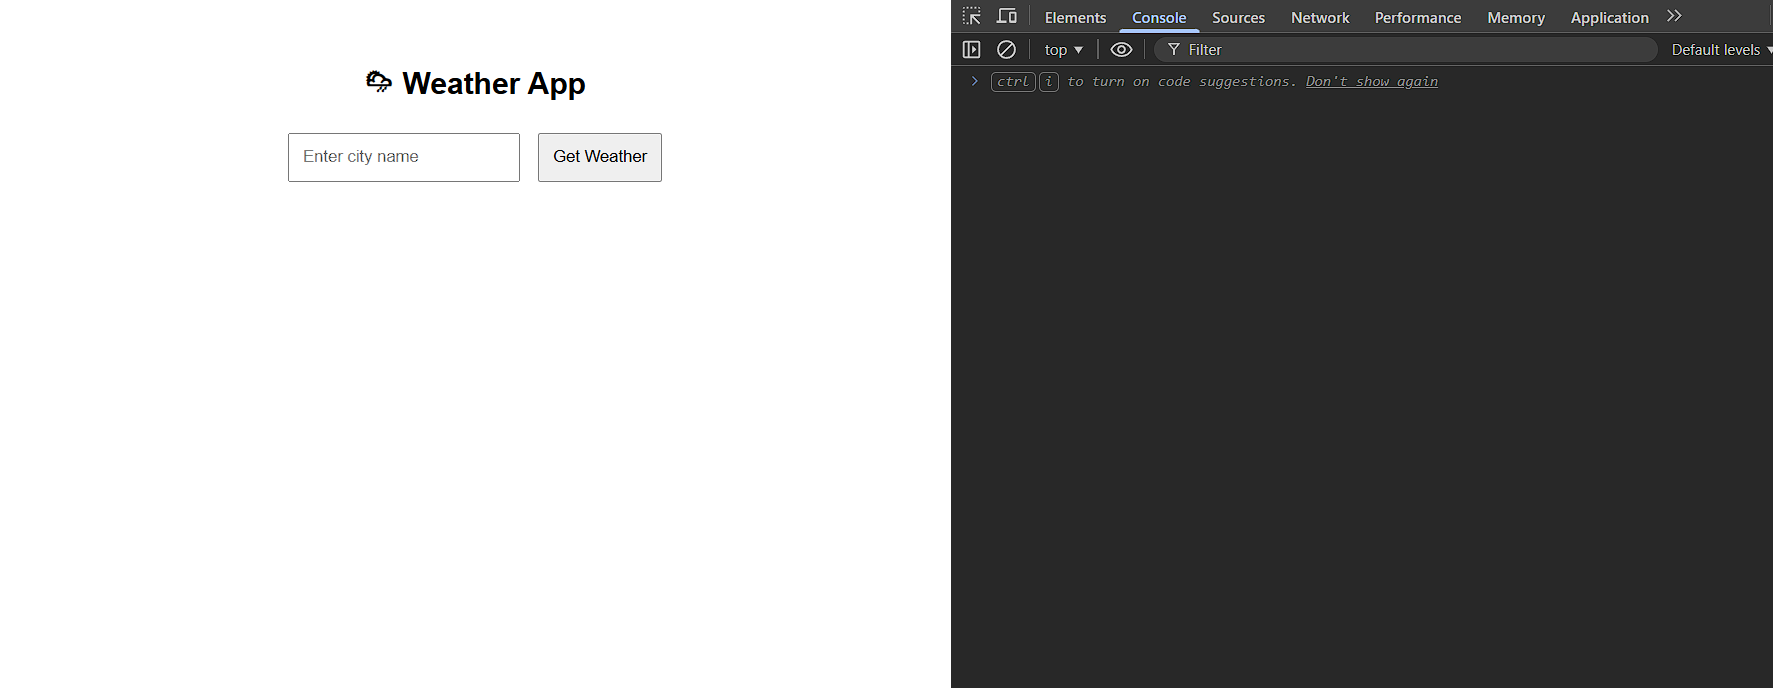 🌦 Weather App
Enter city name
Get Weather
Elements Console Sources Network Performance Memory Application
top Filter Default levels
ctrl i to turn on code suggestions. Don't show again